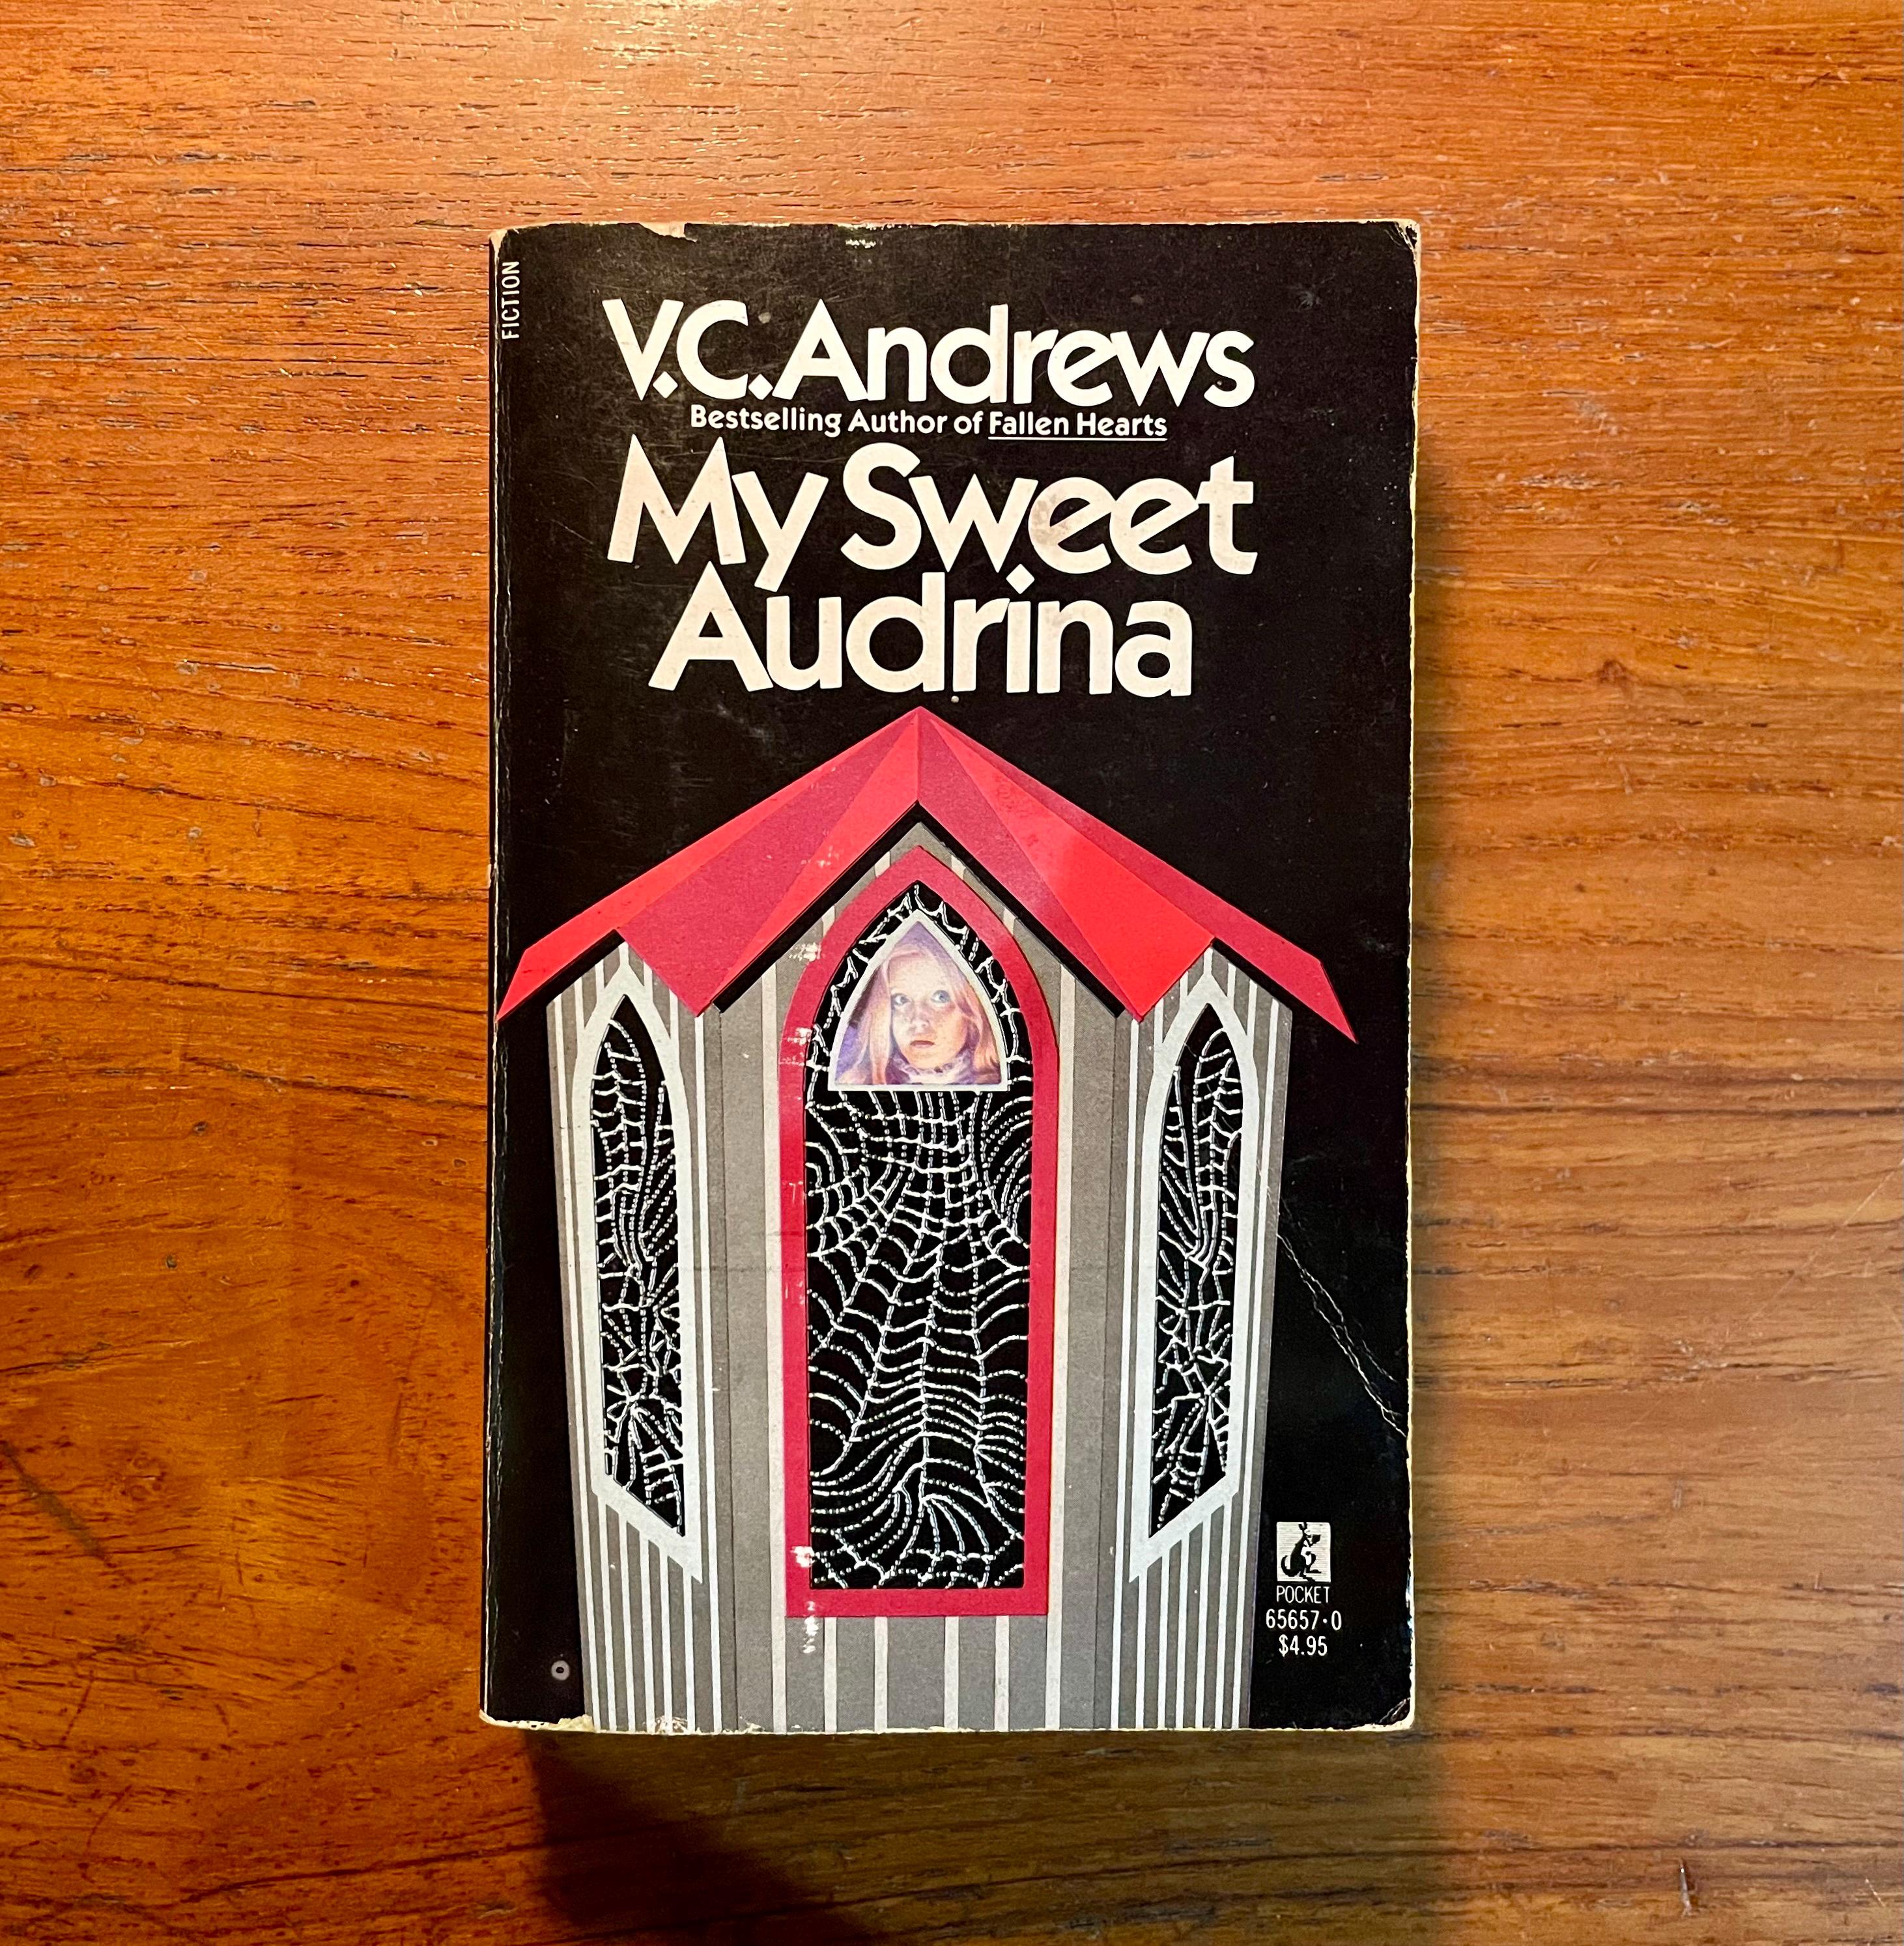 FICTION
V.C. Andrews
Bestselling Author of Fallen Hearts
My Sweet
Audrina
POCKET
65657·0
$4.95